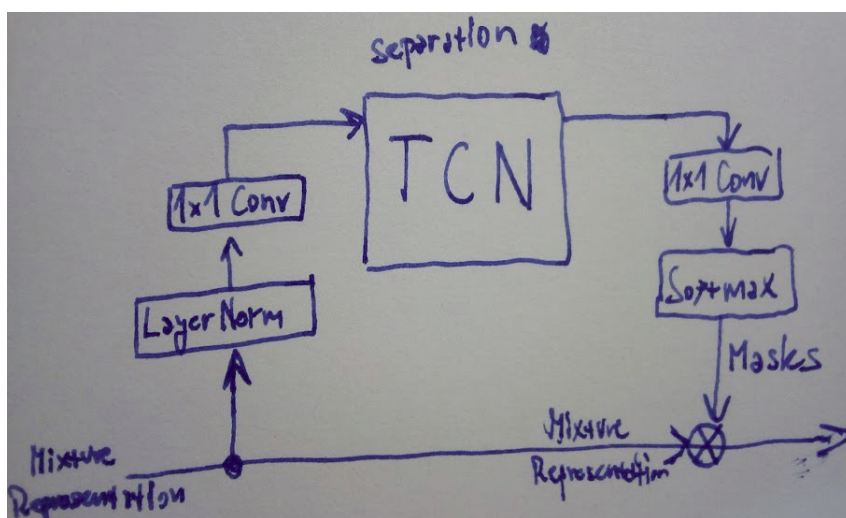 separation
TCN
1x1 Conv
1x1 Conv
LayerNorm
Softmax
Masks
Mixture
Representation
Mixture
Representation